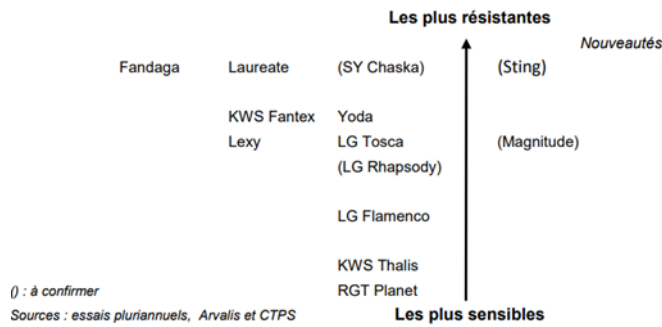 Les plus résistantes
Nouveautés
Fandaga Laureate (SY Chaska) (Sting)
KWS Fantex Yoda
Lexy LG Tosca (Magnitude)
(LG Rhapsody)
LG Flamenco
KWS Thalis
() : à confirmer RGT Planet
Sources : essais pluriannuels, Arvalis et CTPS Les plus sensibles